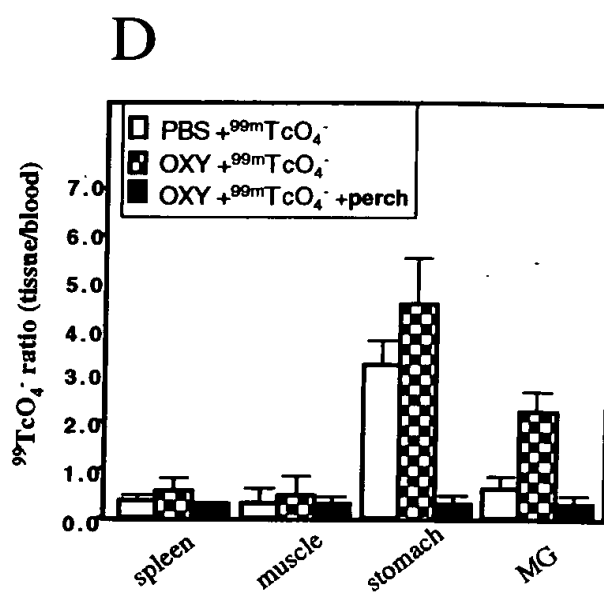 D
PBS +⁹⁹ᵐTcO₄⁻
OXY +⁹⁹ᵐTcO₄⁻
OXY +⁹⁹ᵐTcO₄⁻ +perch
⁹⁹TcO₄⁻ ratio (tissue/blood)
7.0
6.0
5.0
4.0
3.0
2.0
1.0
0.0
spleen
muscle
stomach
MG